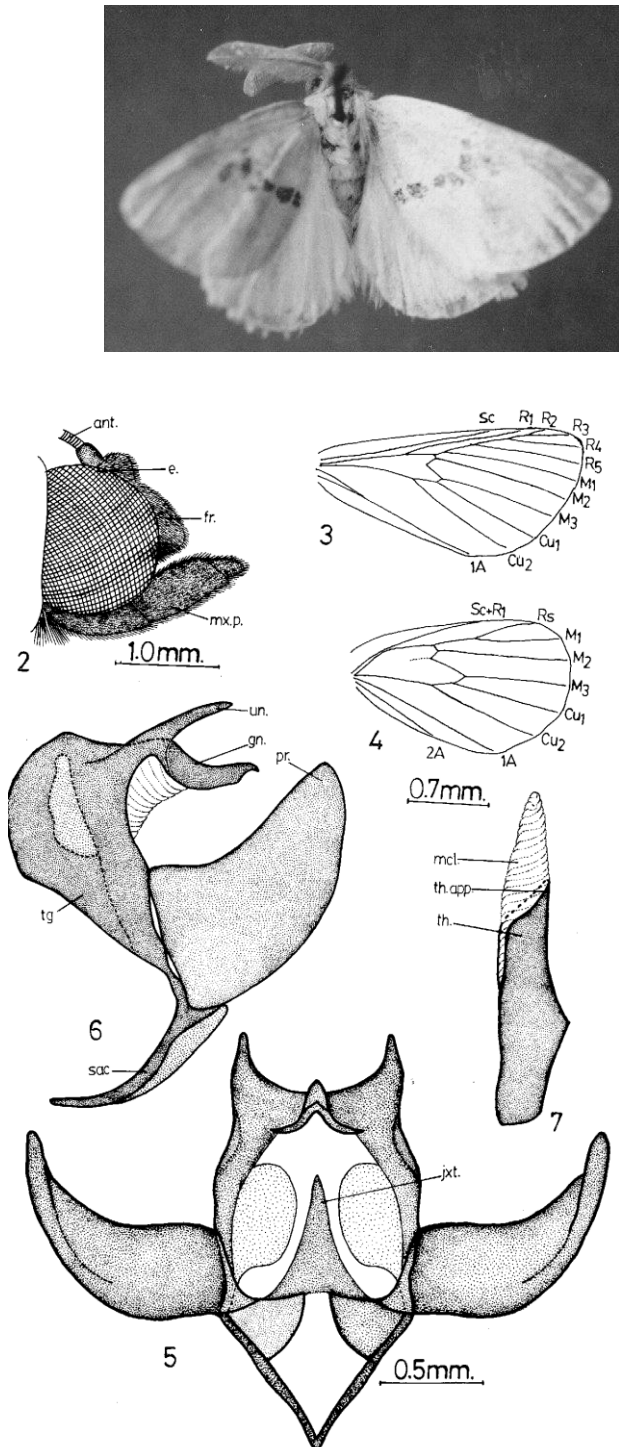 ant.
e.
fr.
mx.p.
2
1.0mm.
Sc R1 R2 R3
R4
R5
M1
M2
M3
Cu1
Cu2
1A
3
Sc+R1 Rs
M1
M2
M3
Cu1
Cu2
1A
2A
4
0.7mm.
un.
gn.
pr.
tg
sac
6
mcl.
th.app
th.
7
jxt.
5
0.5mm.